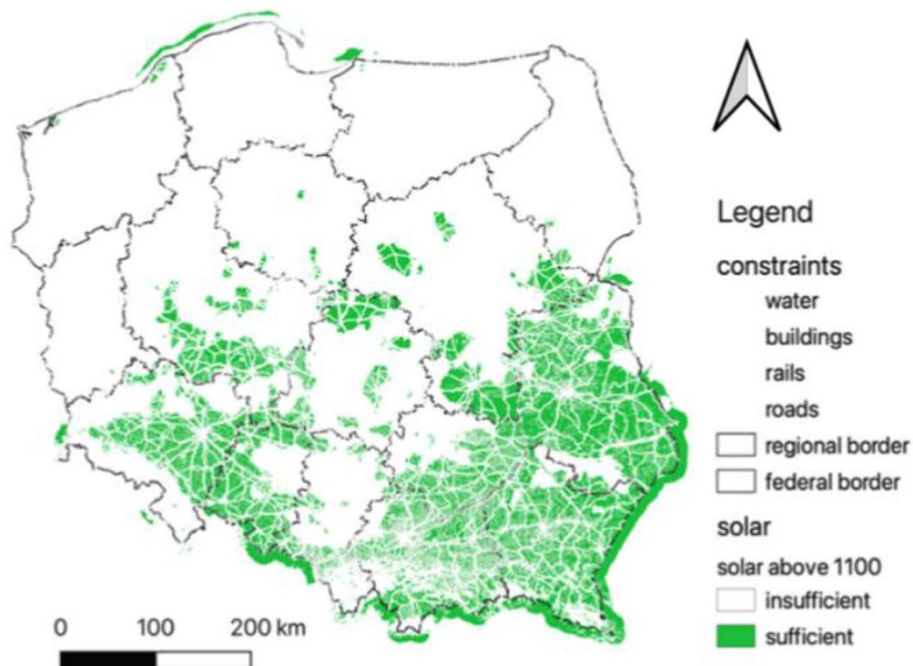 Legend
constraints
water
buildings
rails
roads
regional border
federal border
solar
solar above 1100
insufficient
sufficient
0 100 200 km